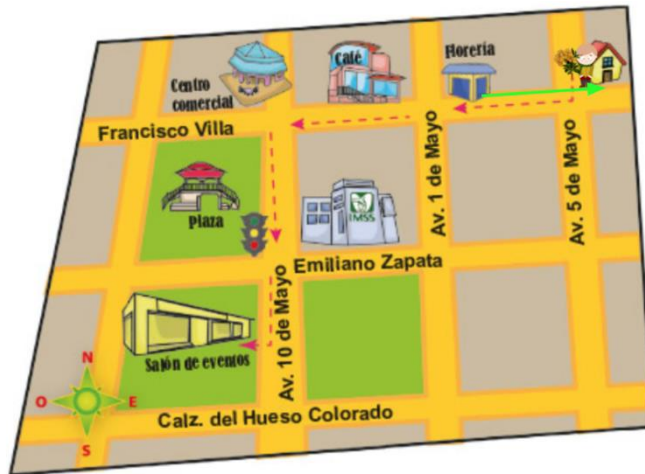 Centro
comercial
Café
Horería
Francisco Villa
Av. 1 de Mayo
Av. 5 de Mayo
Plaza
IMSS
Emiliano Zapata
Av. 10 de Mayo
Salón de eventos
N
O
E
S
Calz. del Hueso Colorado